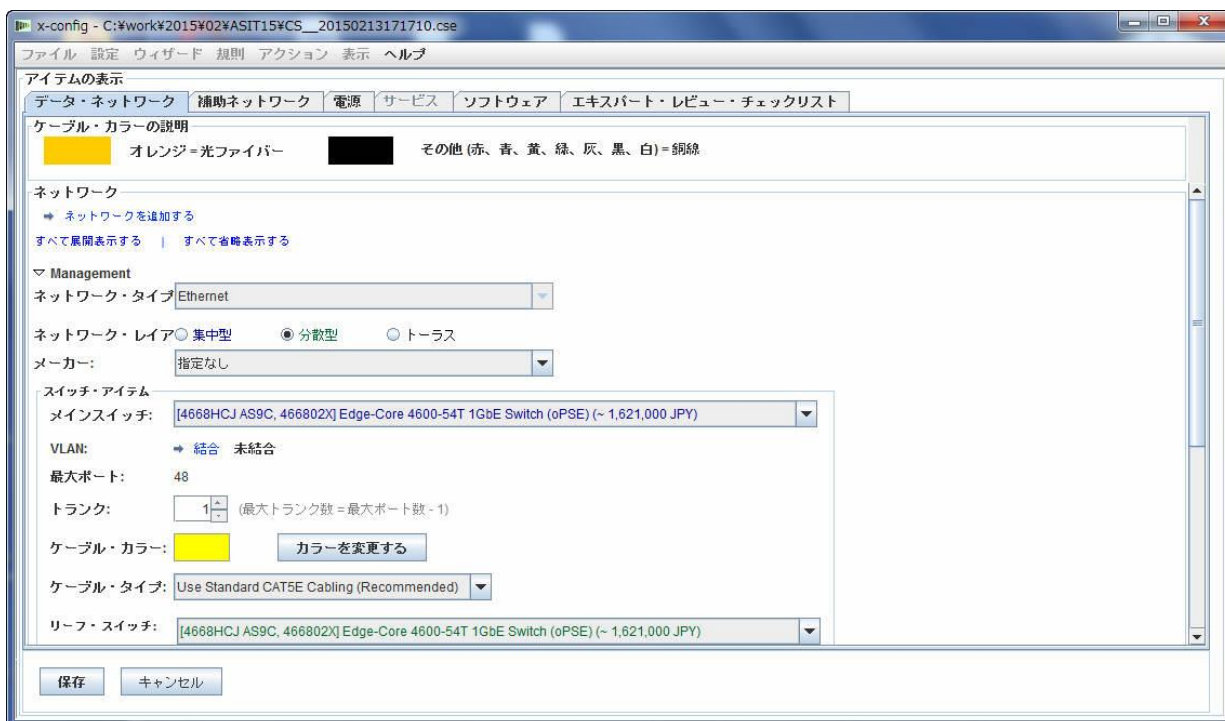 x-config - C:¥work¥2015¥02¥ASIT15¥CS__20150213171710.cse
ファイル 設定 ウィザード 規則 アクション 表示 ヘルプ
アイテムの表示
データ・ネットワーク 補助ネットワーク 電源 サービス ソフトウェア エキスパート・レビュー・チェックリスト
ケーブル・カラーの説明
オレンジ=光ファイバー その他 (赤、青、黄、緑、灰、黒、白)=銅線
ネットワーク
ネットワークを追加する
すべて展開表示する | すべて省略表示する
Management
ネットワーク・タイプ Ethernet
ネットワーク・レイア 集中型 分散型 トーラス
メーカー: 指定なし
スイッチ・アイテム
メインスイッチ: [4668HCJ AS9C, 466802X] Edge-Core 4600-54T 1GbE Switch (oPSE) (~ 1,621,000 JPY)
VLAN: 結合 未結合
最大ポート: 48
トランク: 1 (最大トランク数=最大ポート数 - 1)
ケーブル・カラー: カラーを変更する
ケーブル・タイプ: Use Standard CAT5E Cabling (Recommended)
リーフ・スイッチ: [4668HCJ AS9C, 466802X] Edge-Core 4600-54T 1GbE Switch (oPSE) (~ 1,621,000 JPY)
保存 キャンセル